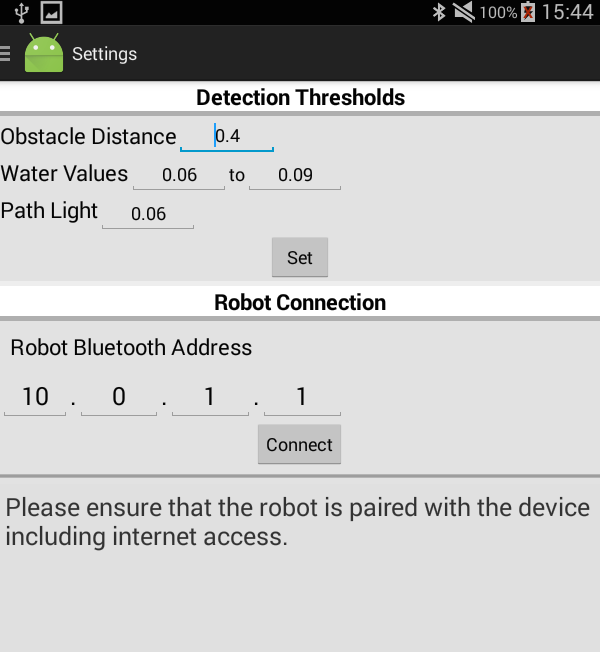 100% 15:44
Settings
Detection Thresholds
Obstacle Distance 0.4
Water Values 0.06 to 0.09
Path Light 0.06
Set
Robot Connection
Robot Bluetooth Address
10 . 0 . 1 . 1
Connect
Please ensure that the robot is paired with the device
including internet access.